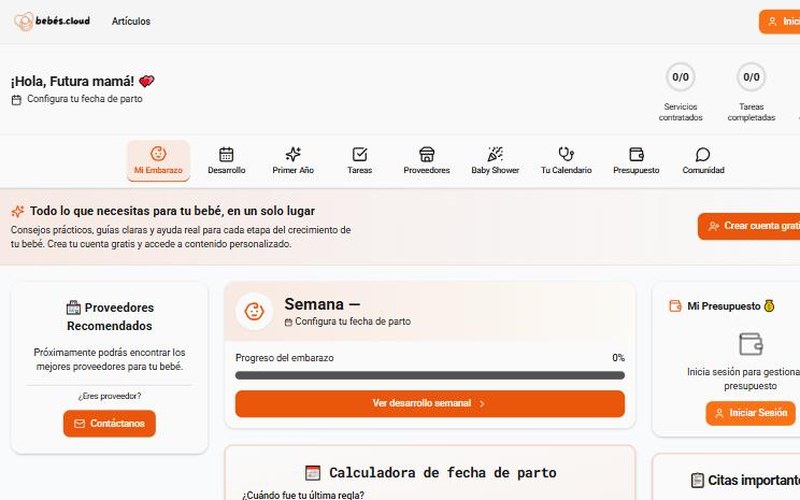 bebés.cloud
Artículos
¡Hola, Futura mamá!
Configura tu fecha de parto
0/0
Servicios
contratados
0/0
Tareas
completadas
Mi Embarazo
Desarrollo
Primer Año
Tareas
Proveedores
Baby Shower
Tu Calendario
Presupuesto
Comunidad
Todo lo que necesitas para tu bebé, en un solo lugar
Consejos prácticos, guías claras y ayuda real para cada etapa del crecimiento de
tu bebé. Crea tu cuenta gratis y accede a contenido personalizado.
Crear cuenta grati
Proveedores
Recomendados
Próximamente podrás encontrar los
mejores proveedores para tu bebé.
¿Eres proveedor?
Contáctanos
Semana —
Configura tu fecha de parto
Progreso del embarazo
0%
Ver desarrollo semanal
Calculadora de fecha de parto
¿Cuándo fue tu última regla?
Mi Presupuesto
Inicia sesión para gestiona
presupuesto
Iniciar Sesión
Citas important